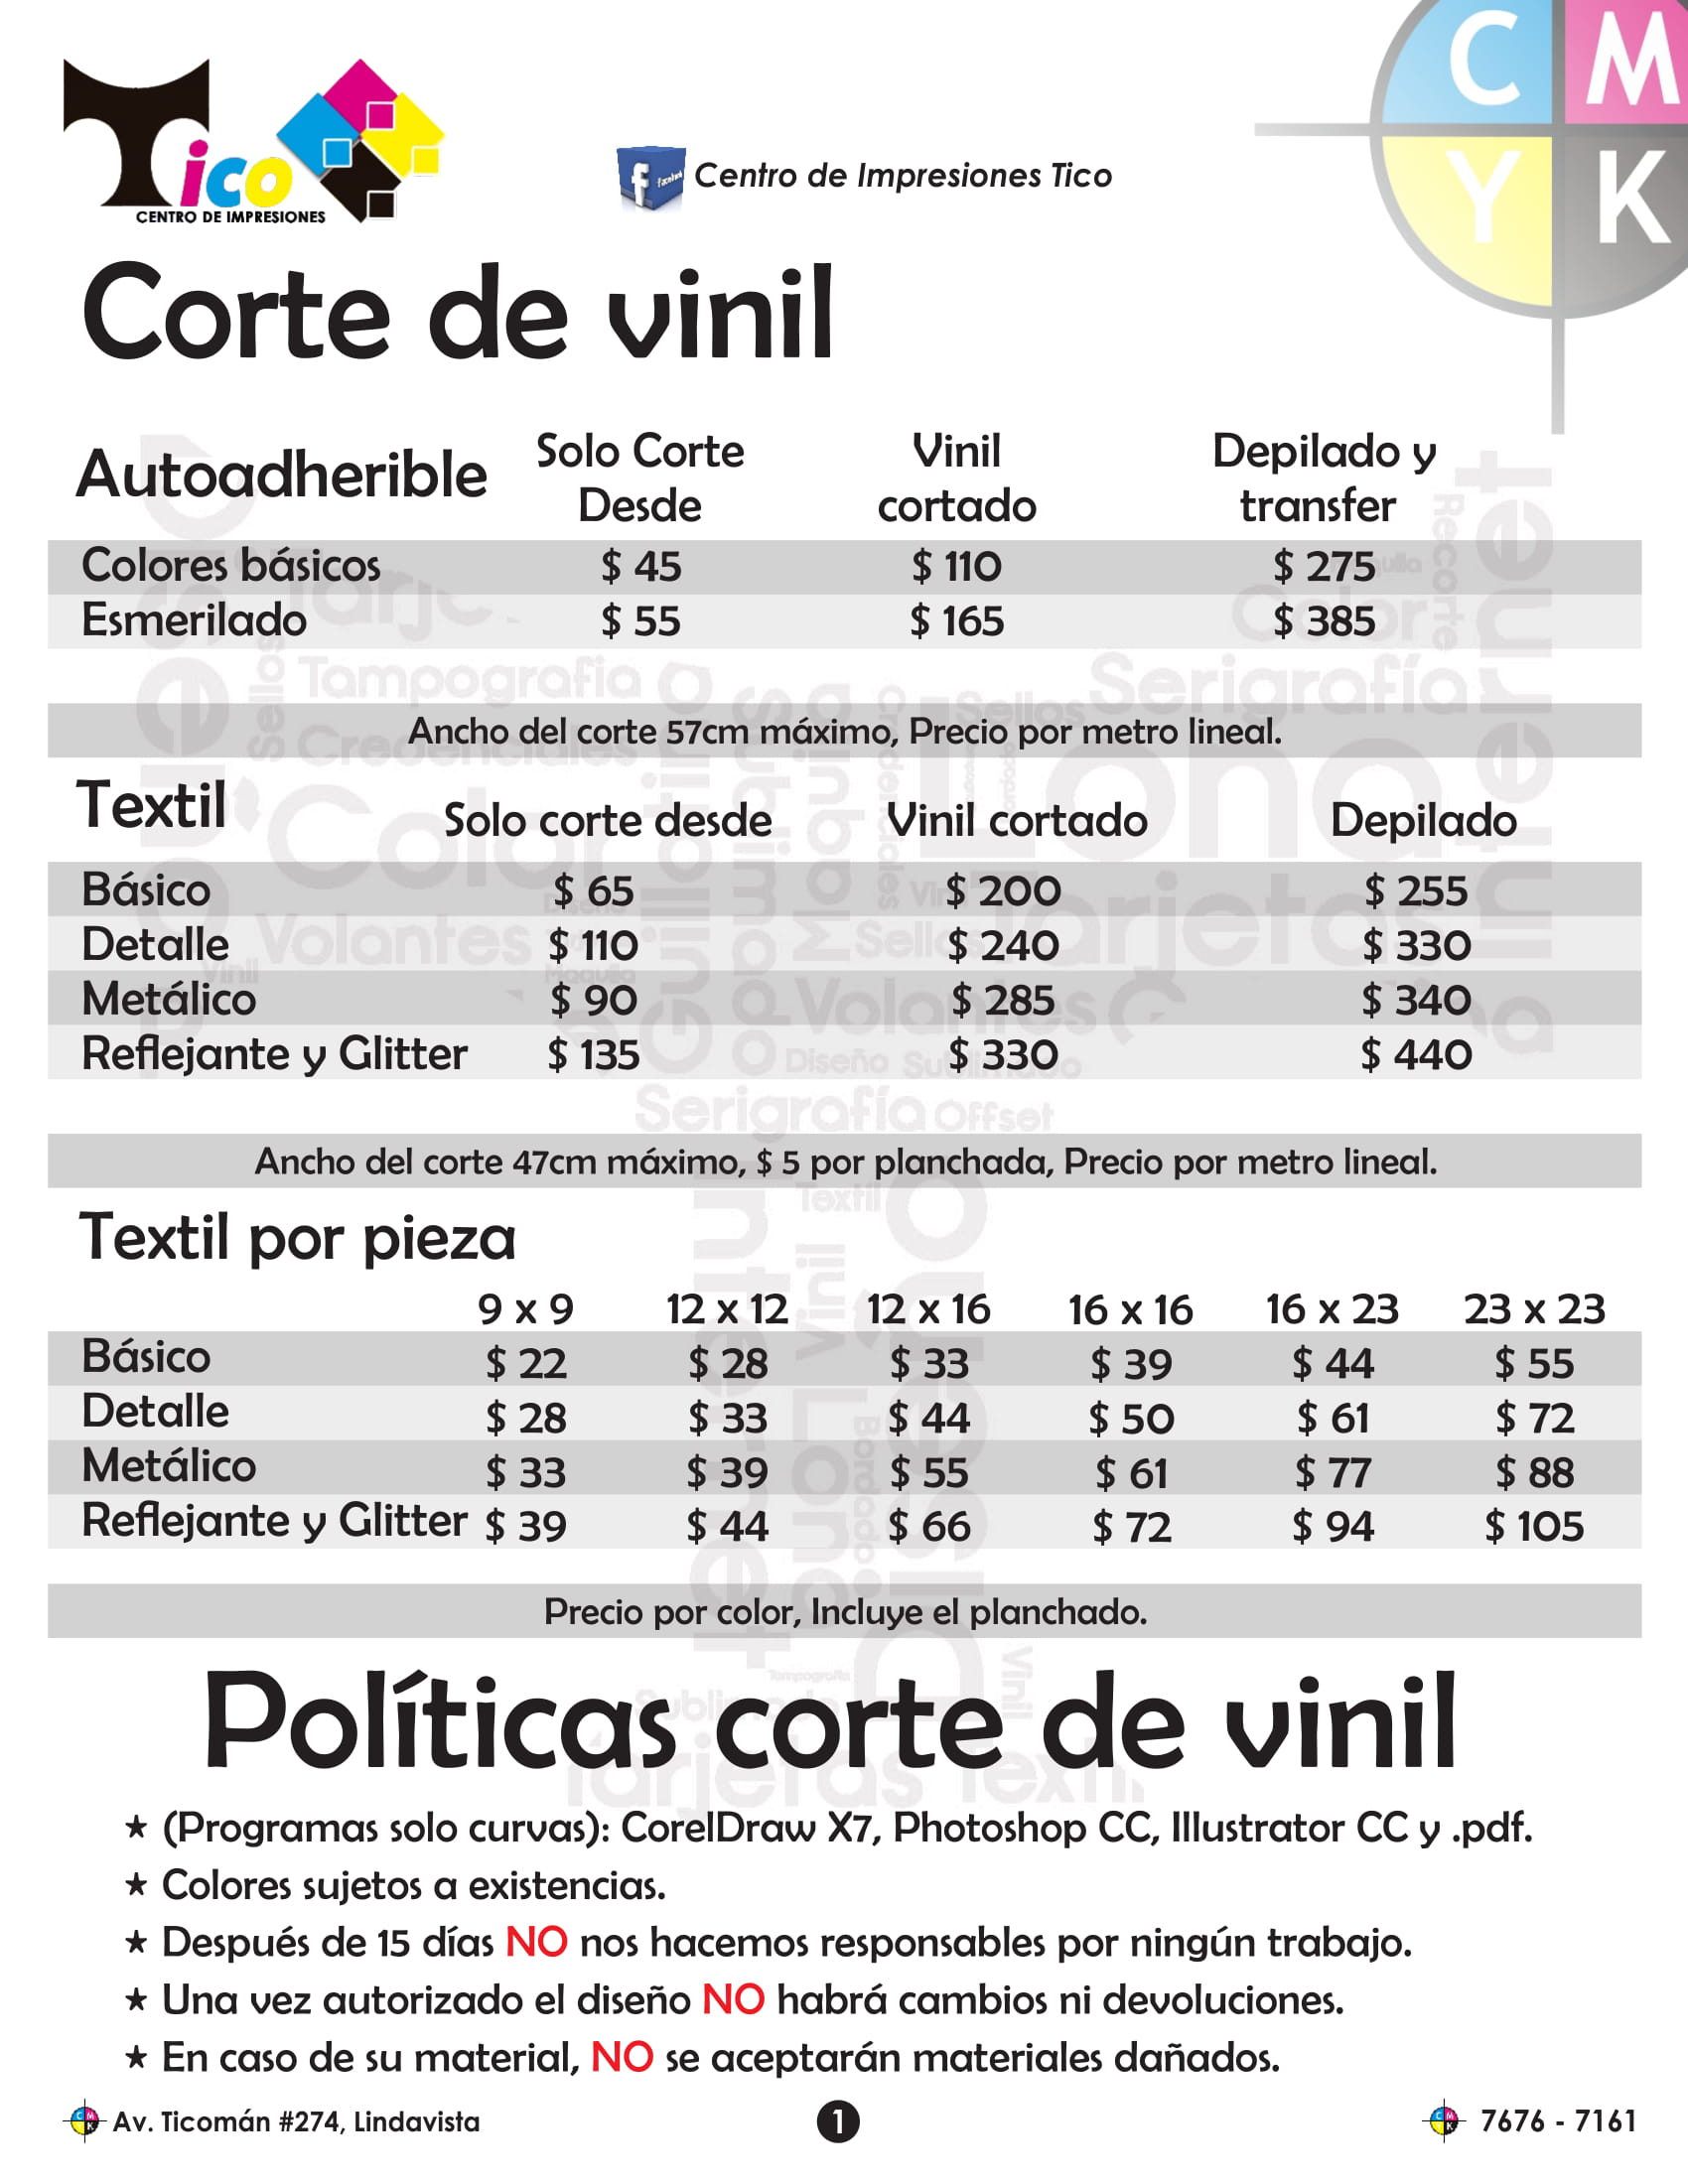 Tico
CENTRO DE IMPRESIONES
facebook
Centro de Impresiones Tico
C M
Y K
Corte de vinil
Autoadherible Solo Corte Desde Vinil cortado Depilado y transfer
Colores básicos $ 45 $ 110 $ 275
Esmerilado $ 55 $ 165 $ 385
Ancho del corte 57cm máximo, Precio por metro lineal.
Textil Solo corte desde Vinil cortado Depilado
Básico $ 65 $ 200 $ 255
Detalle $ 110 $ 240 $ 330
Metálico $ 90 $ 285 $ 340
Reflejante y Glitter $ 135 $ 330 $ 440
Ancho del corte 47cm máximo, $ 5 por planchada, Precio por metro lineal.
Textil por pieza
9 x 9 12 x 12 12 x 16 16 x 16 16 x 23 23 x 23
Básico $ 22 $ 28 $ 33 $ 39 $ 44 $ 55
Detalle $ 28 $ 33 $ 44 $ 50 $ 61 $ 72
Metálico $ 33 $ 39 $ 55 $ 61 $ 77 $ 88
Reflejante y Glitter $ 39 $ 44 $ 66 $ 72 $ 94 $ 105
Precio por color, Incluye el planchado.
Políticas corte de vinil
★ (Programas solo curvas): CorelDraw X7, Photoshop CC, Illustrator CC y .pdf.
★ Colores sujetos a existencias.
★ Después de 15 días NO nos hacemos responsables por ningún trabajo.
★ Una vez autorizado el diseño NO habrá cambios ni devoluciones.
★ En caso de su material, NO se aceptarán materiales dañados.
Av. Ticomán #274, Lindavista 1 7676 - 7161